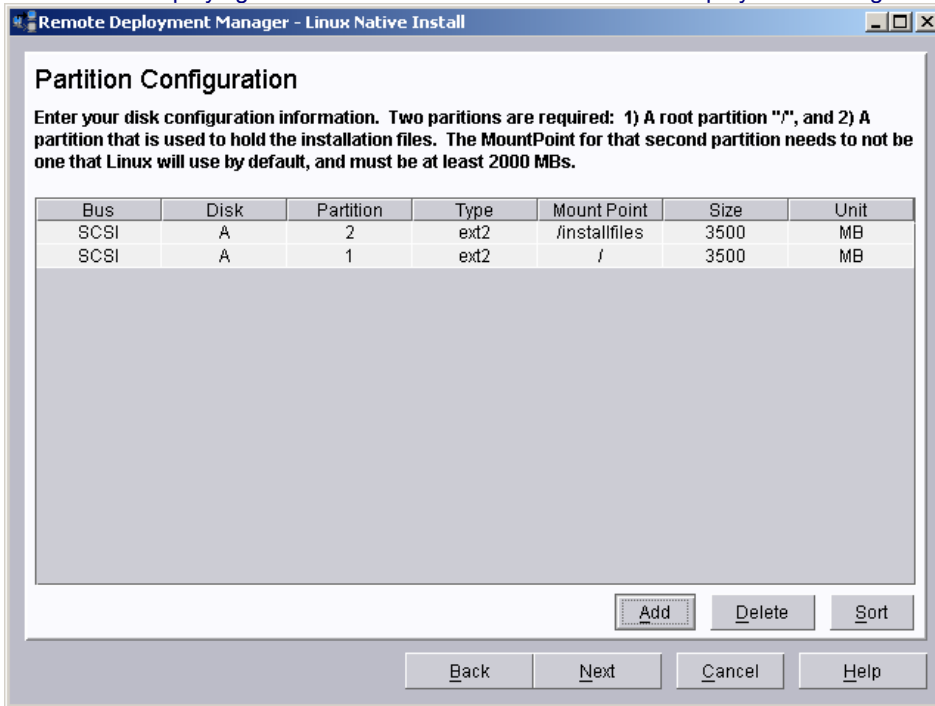 Remote Deployment Manager - Linux Native Install
Partition Configuration
Enter your disk configuration information. Two paritions are required: 1) A root partition "/", and 2) A
partition that is used to hold the installation files. The MountPoint for that second partition needs to not be
one that Linux will use by default, and must be at least 2000 MBs.
Bus Disk Partition Type Mount Point Size Unit
SCSI A 2 ext2 /installfiles 3500 MB
SCSI A 1 ext2 / 3500 MB
Add Delete Sort
Back Next Cancel Help